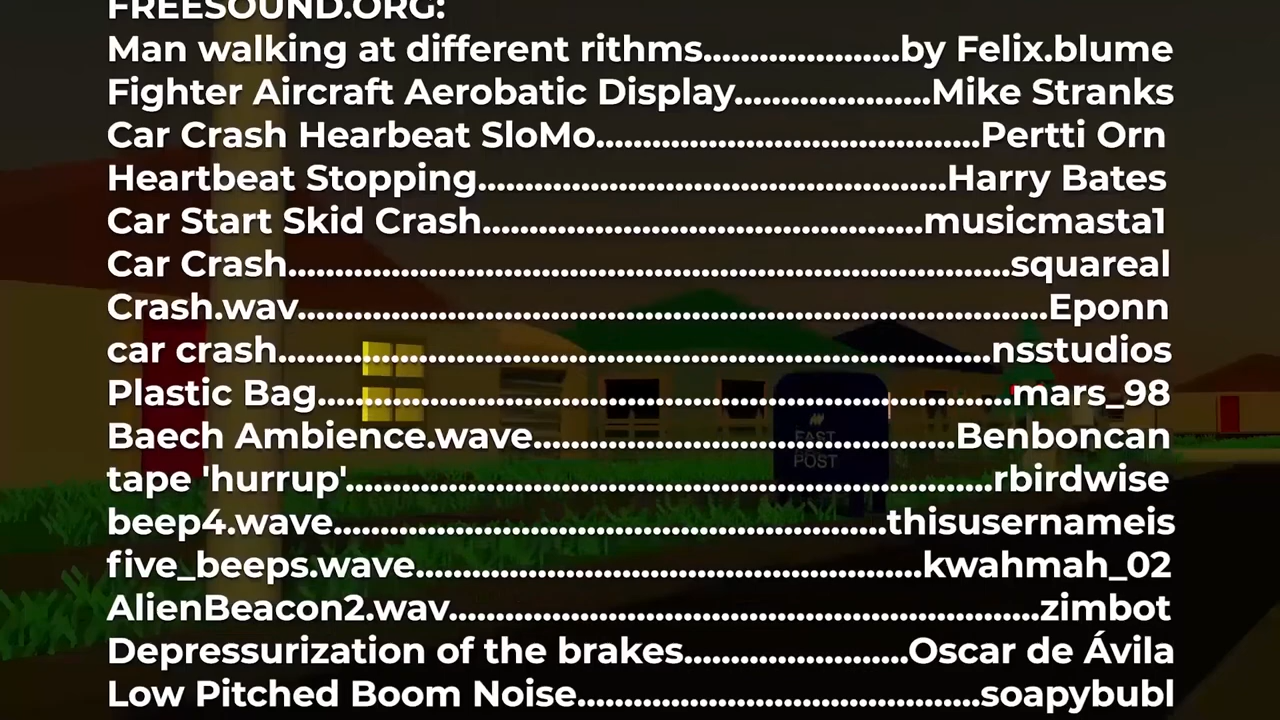 FREESOUND.ORG:
Man walking at different rithms.....................by Felix.blume
Fighter Aircraft Aerobatic Display.....................Mike Stranks
Car Crash Hearbeat SloMo.........................................Pertti Orn
Heartbeat Stopping..................................................Harry Bates
Car Start Skid Crash...............................................musicmasta1
Car Crash.............................................................................squareal
Crash.wav................................................................................Eponn
car crash............................................................................nsstudios
Plastic Bag..........................................................................mars_98
Baech Ambience.wave.............................................Benboncan
tape 'hurrup'.....................................................................rbirdwise
beep4.wave...........................................................thisusernameis
five_beeps.wave......................................................kwahmah_02
AlienBeacon2.wav...............................................................zimbot
Depressurization of the brakes........................Oscar de Ávila
Low Pitched Boom Noise...........................................soapybubl
FAST
POST